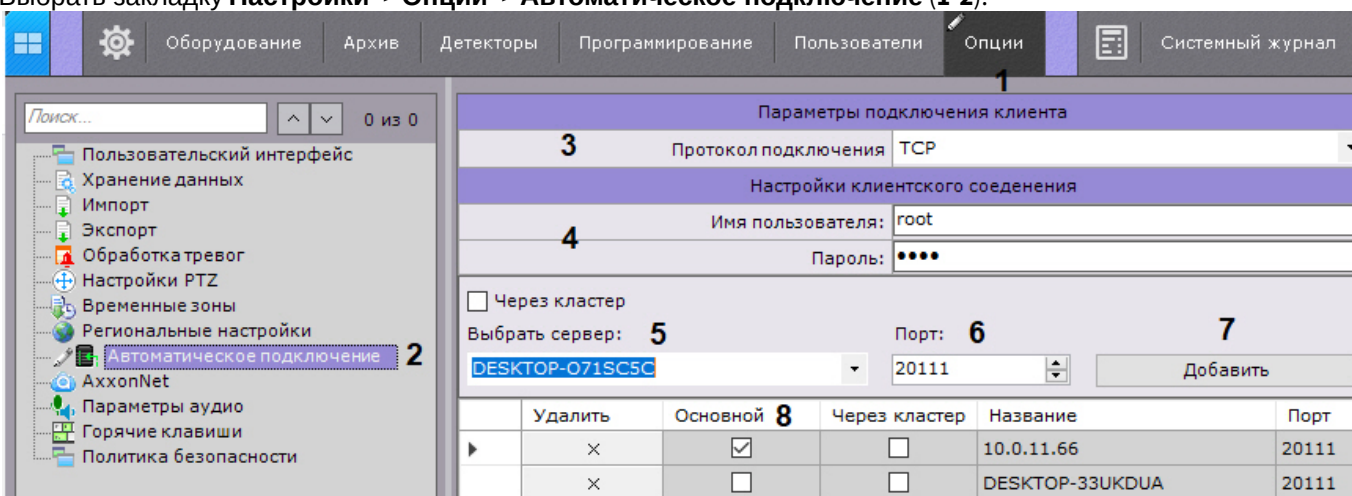 Выбрать закладку Настройки -> Опции -> Автоматическое подключение (1-2).
Оборудование Архив Детекторы Программирование Пользователи Опции Системный журнал
1
Поиск... 0 из 0
Пользовательский интерфейс
Хранение данных
Импорт
Экспорт
Обработка тревог
Настройки PTZ
Временные зоны
Региональные настройки
Автоматическое подключение 2
AxxonNet
Параметры аудио
Горячие клавиши
Политика безопасности
Параметры подключения клиента
3 Протокол подключения TCP
Настройки клиентского соеденения
Имя пользователя: root
4
Пароль: ••••
Через кластер
Выбрать сервер: 5 Порт: 6 7
DESKTOP-O71SC5C 20111 Добавить
Удалить Основной 8 Через кластер Название Порт
10.0.11.66 20111
DESKTOP-33UKDUA 20111